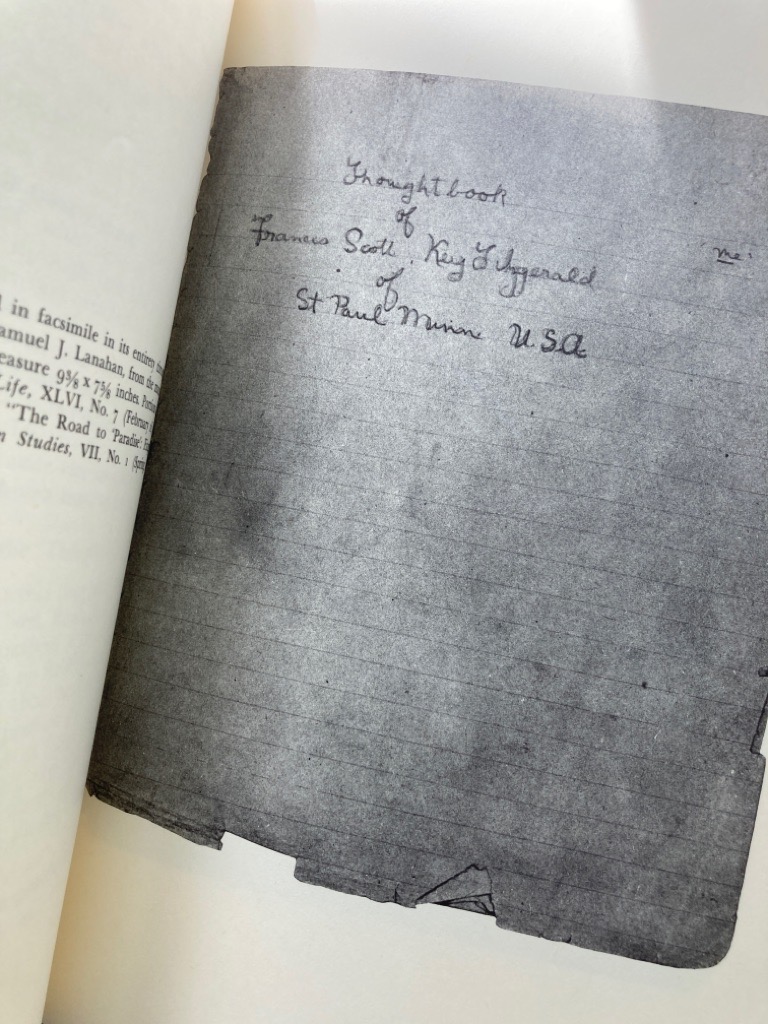 in facsimile in its entirety
amuel J. Lanahan, from the
easure 9⅜ x 7⅝ inches.
Life, XLVI, No. 7 (February
"The Road to 'Paradise':
n Studies, VII, No. 1
Thoughtbook
of
Francis Scott Key Fitzgerald
"me"
of
St Paul Minn U.S.A